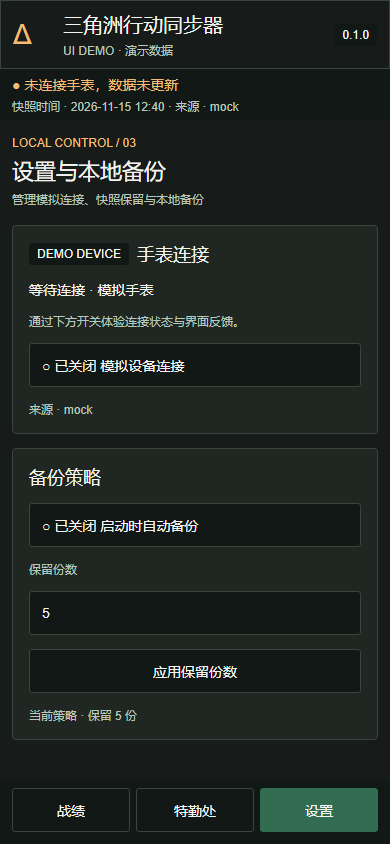 Δ
三角洲行动同步器
UI DEMO · 演示数据
0.1.0
● 未连接手表，数据未更新
快照时间 · 2026-11-15 12:40 · 来源 · mock
LOCAL CONTROL / 03
设置与本地备份
管理模拟连接、快照保留与本地备份
DEMO DEVICE 手表连接
等待连接 · 模拟手表
通过下方开关体验连接状态与界面反馈。
○ 已关闭 模拟设备连接
来源 · mock
备份策略
○ 已关闭 启动时自动备份
保留份数
5
应用保留份数
当前策略 · 保留 5 份
战绩
特勤处
设置